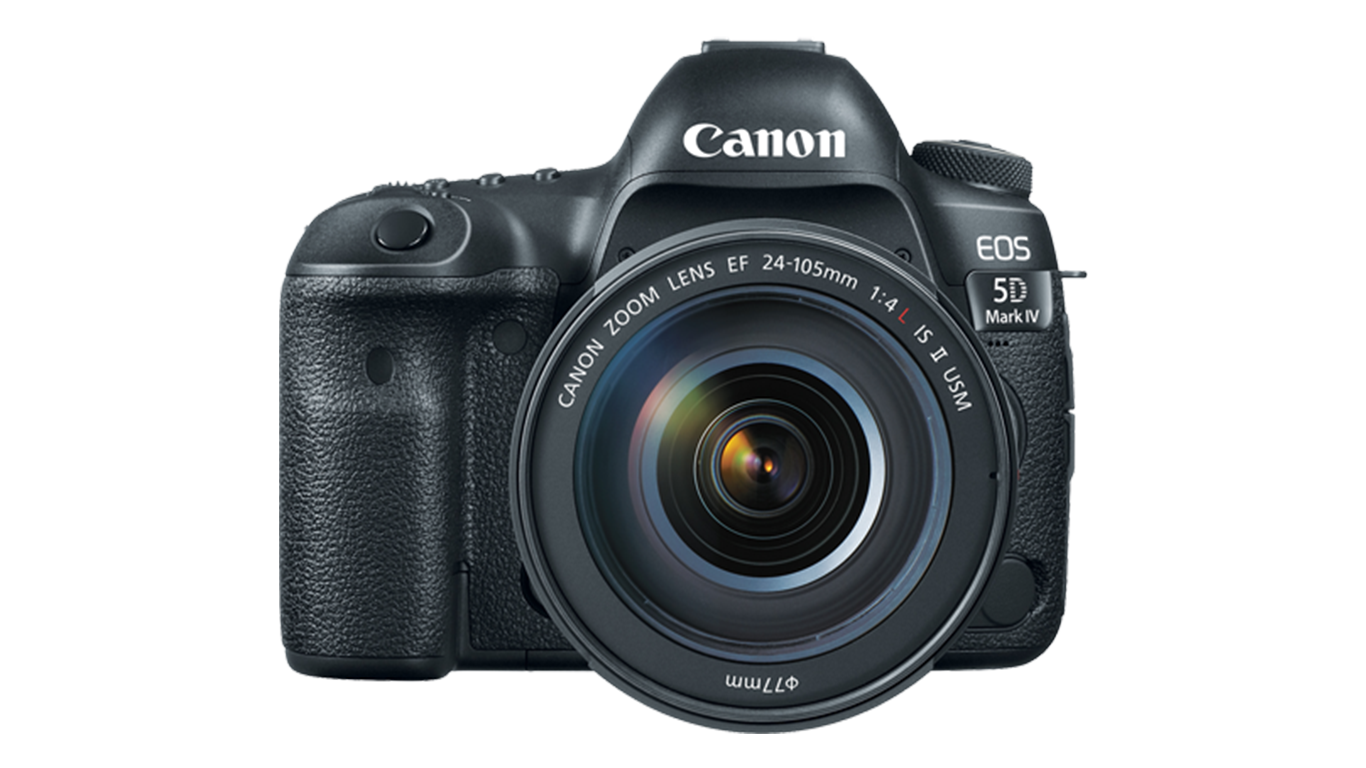 Canon
EOS
5D
Mark IV
CANON ZOOM LENS EF 24-105mm 1:4 L IS II USM
Φ77mm